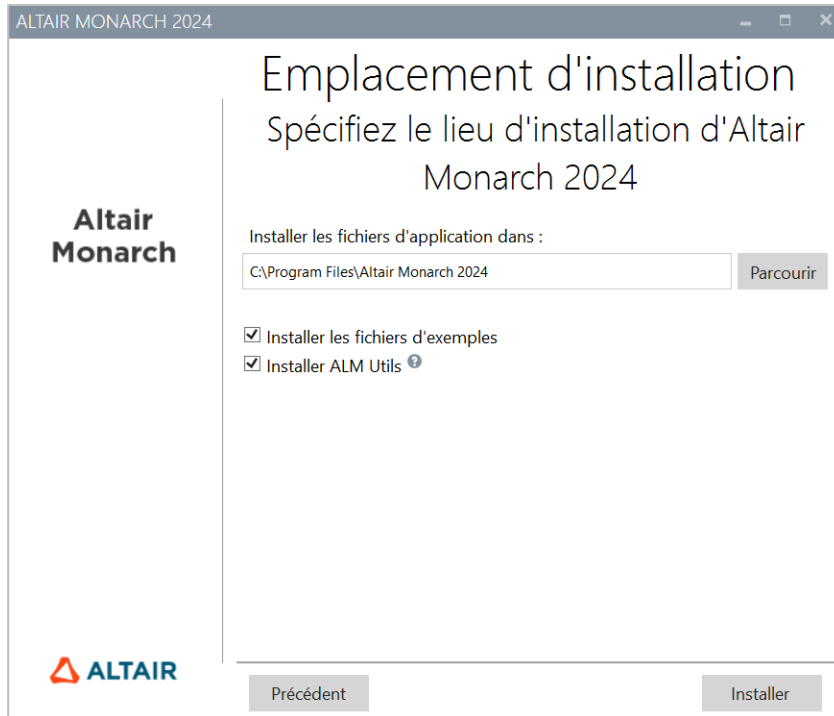 ALTAIR MONARCH 2024
Emplacement d'installation
Spécifiez le lieu d'installation d'Altair
Monarch 2024
Altair
Monarch
Installer les fichiers d'application dans :
C:\Program Files\Altair Monarch 2024
Parcourir
Installer les fichiers d'exemples
Installer ALM Utils ?
ALTAIR
Précédent
Installer